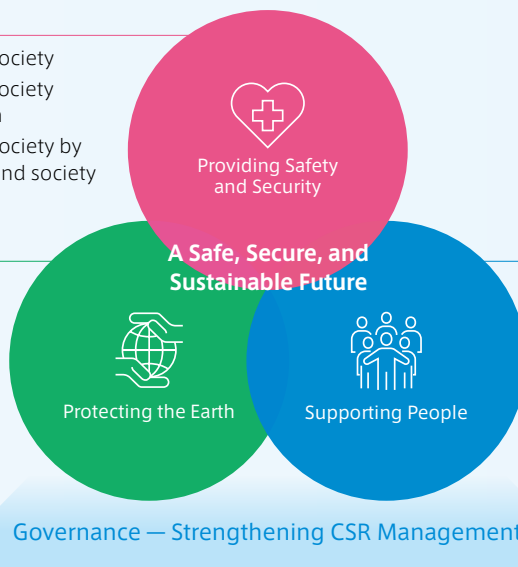 ociety
ociety
ociety by
nd society
Providing Safety
and Security
A Safe, Secure, and
Sustainable Future
Protecting the Earth
Supporting People
Governance — Strengthening CSR Management